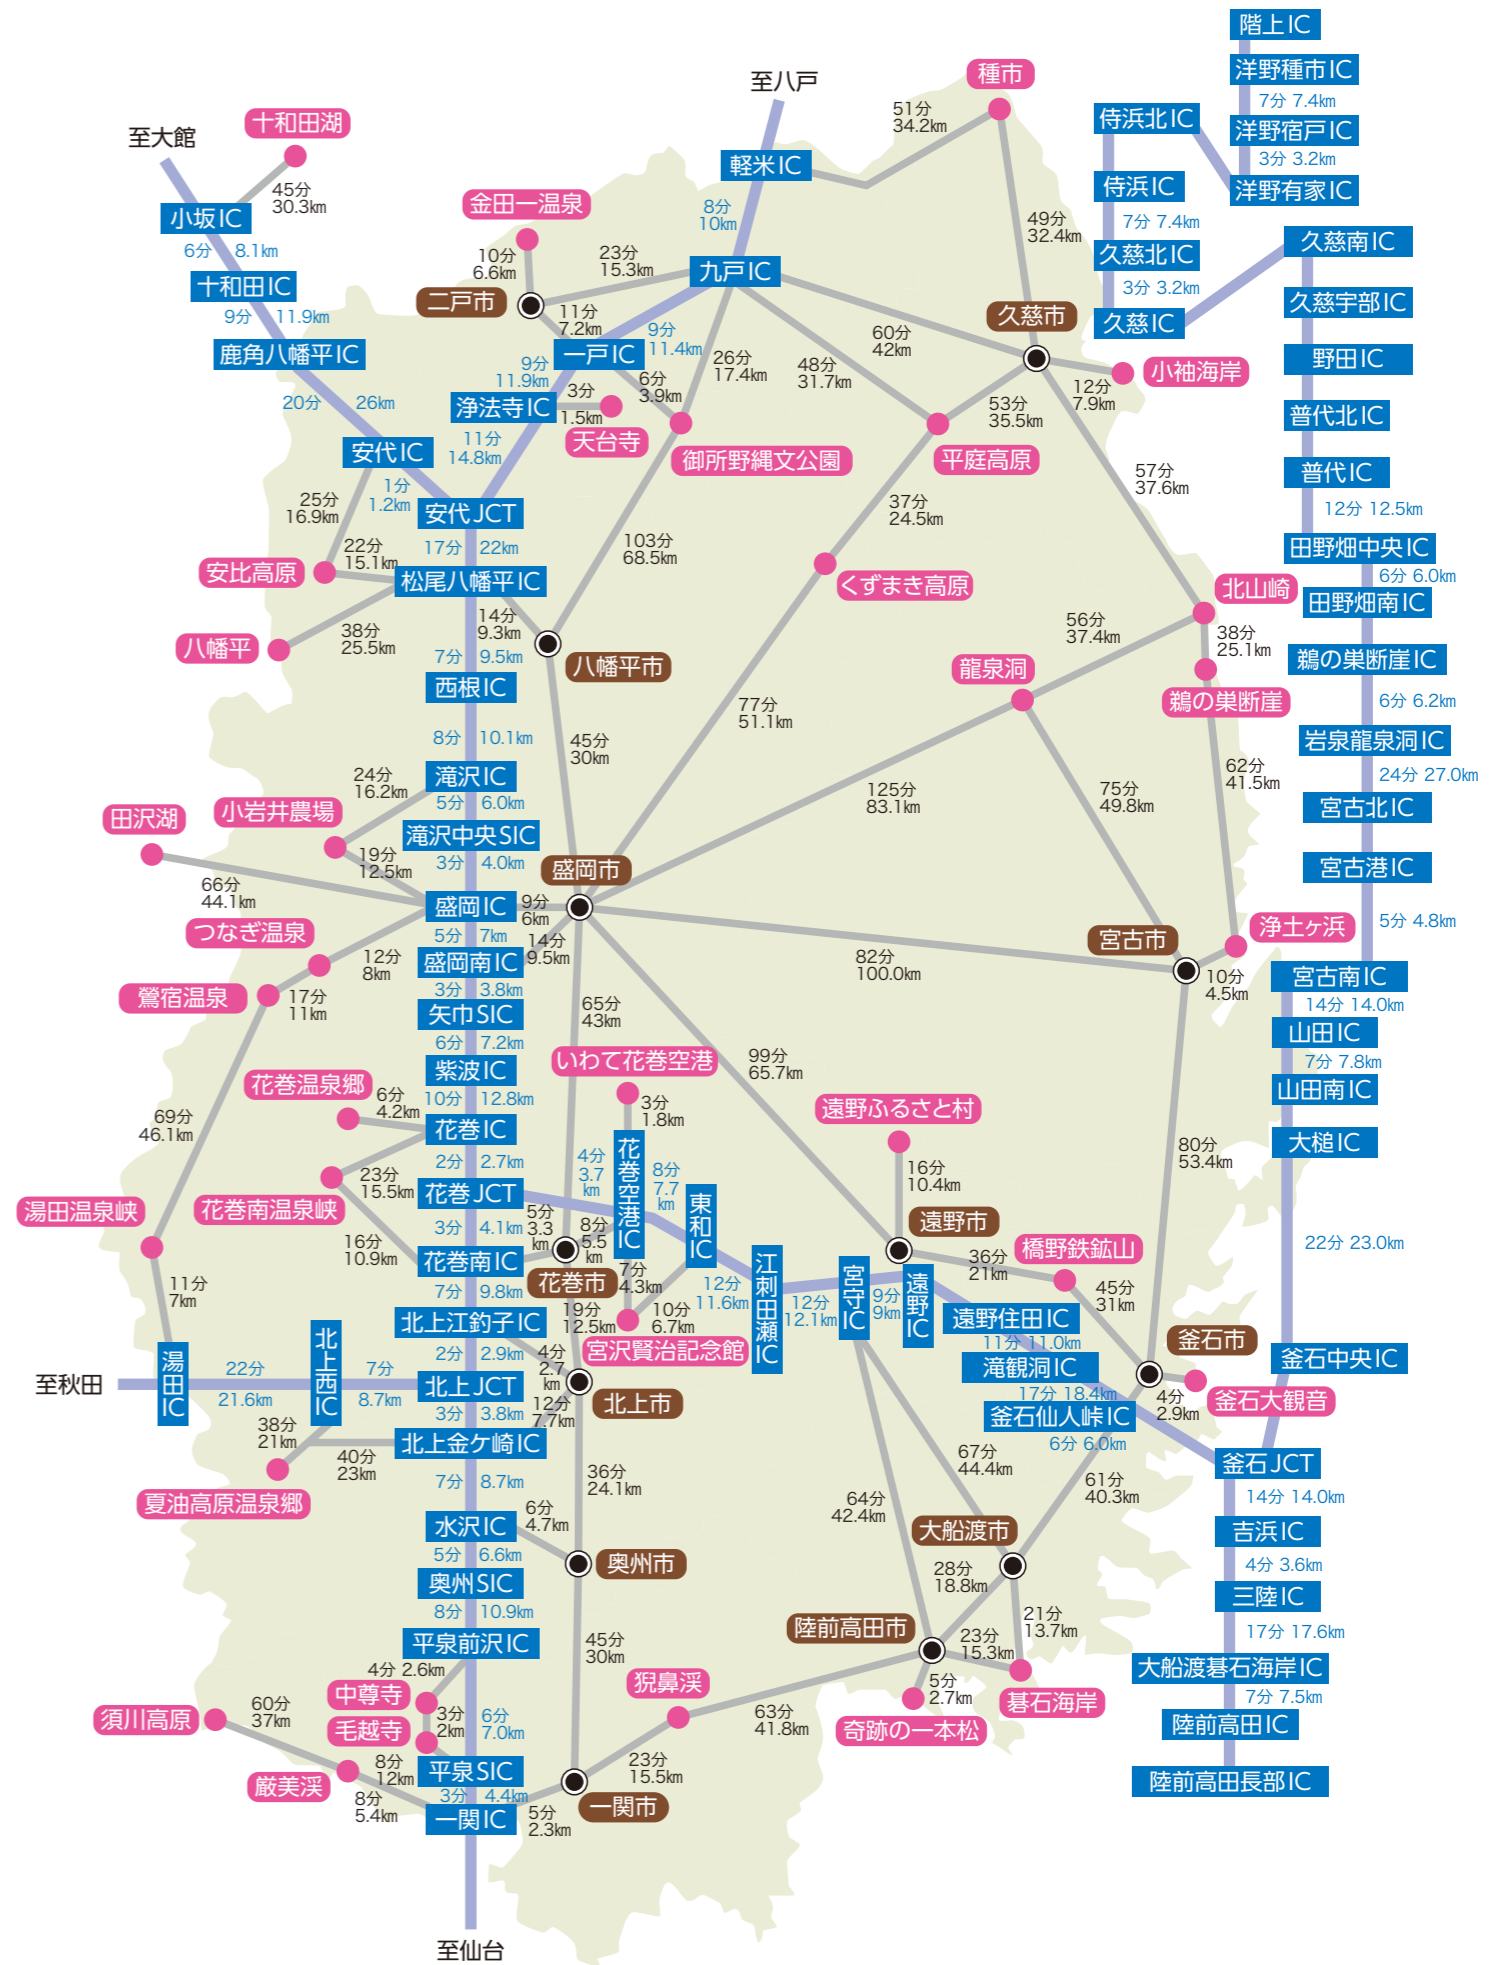 階上IC
洋野種市IC
7分 7.4km
洋野宿戸IC
3分 3.2km
洋野有家IC
侍浜北IC
侍浜IC
7分 7.4km
久慈北IC
3分 3.2km
久慈IC
久慈南IC
久慈宇部IC
野田IC
普代北IC
普代IC
12分 12.5km
田野畑中央IC
6分 6.0km
田野畑南IC
鵜の巣断崖IC
6分 6.2km
岩泉龍泉洞IC
24分 27.0km
宮古北IC
宮古港IC
5分 4.8km
宮古南IC
14分 14.0km
山田IC
7分 7.8km
山田南IC
大槌IC
22分 23.0km
釜石中央IC
釜石JCT
14分 14.0km
吉浜IC
4分 3.6km
三陸IC
17分 17.6km
大船渡碁石海岸IC
7分 7.5km
陸前高田IC
陸前高田長部IC
至八戸
種市
51分
34.2km
軽米IC
8分
10km
49分
32.4km
至大館
十和田湖
45分
30.3km
小坂IC
6分 8.1km
十和田IC
9分 11.9km
鹿角八幡平IC
20分 26km
安代IC
1分
1.2km
安代JCT
金田一温泉
10分
6.6km
23分
15.3km
九戸IC
二戸市
11分
7.2km
9分
11.4km
一戸IC
9分
11.9km
浄法寺IC
3分
1.5km
天台寺
6分
3.9km
26分
17.4km
御所野縄文公園
48分
31.7km
60分
42km
久慈市
小袖海岸
12分
7.9km
53分
35.5km
平庭高原
57分
37.6km
11分
14.8km
25分
16.9km
17分 22km
22分
15.1km
安比高原
松尾八幡平IC
103分
68.5km
37分
24.5km
くずまき高原
北山崎
八幡平
38分
25.5km
14分
9.3km
八幡平市
7分 9.5km
西根IC
56分
37.4km
38分
25.1km
龍泉洞
鵜の巣断崖
77分
51.1km
8分 10.1km
45分
30km
滝沢IC
24分
16.2km
5分 6.0km
小岩井農場
田沢湖
滝沢中央SIC
3分 4.0km
19分
12.5km
66分
44.1km
盛岡市
125分
83.1km
75分
49.8km
62分
41.5km
盛岡IC
9分
6km
5分 7km
つなぎ温泉
盛岡南IC
14分
9.5km
12分
8km
82分
100.0km
宮古市
浄土ヶ浜
10分
4.5km
鶯宿温泉
17分
11km
3分 3.8km
矢巾SIC
6分 7.2km
65分
43km
紫波IC
いわて花巻空港
99分
65.7km
花巻温泉郷
6分
4.2km
10分 12.8km
3分
1.8km
遠野ふるさと村
花巻IC
69分
46.1km
2分 2.7km
4分
3.7
km
花巻空港IC
8分
7.7
km
16分
10.4km
80分
53.4km
23分
15.5km
花巻JCT
東和IC
湯田温泉峡
花巻南温泉峡
3分 4.1km
5分
3.3
km
8分
5.5
km
遠野市
36分
21km
橋野鉄鉱山
16分
10.9km
花巻南IC
花巻市
7分
4.3km
12分
11.6km
江刺田瀬IC
12分
12.1km
宮守IC
9分
9km
遠野IC
45分
31km
11分
7km
7分 9.8km
19分
12.5km
10分
6.7km
遠野住田IC
11分 11.0km
釜石市
北上江釣子IC
宮沢賢治記念館
滝観洞IC
17分 18.4km
至秋田
湯田IC
22分
21.6km
北上西IC
7分
8.7km
2分 2.9km
4分
2.7
km
北上JCT
3分 3.8km
12分
7.7km
北上市
釜石仙人峠IC
6分 6.0km
4分
2.9km
釜石大観音
38分
21km
北上金ケ崎IC
40分
23km
夏油高原温泉郷
7分 8.7km
36分
24.1km
67分
44.4km
61分
40.3km
64分
42.4km
水沢IC
6分
4.7km
大船渡市
5分 6.6km
奥州市
奥州SIC
28分
18.8km
8分 10.9km
21分
13.7km
陸前高田市
平泉前沢IC
45分
30km
23分
15.3km
4分 2.6km
中尊寺
猊鼻渓
5分
2.7km
碁石海岸
須川高原
60分
37km
3分
2km
6分
7.0km
毛越寺
63分
41.8km
奇跡の一本松
8分
12km
平泉SIC
23分
15.5km
厳美渓
3分 4.4km
8分
5.4km
一関IC
5分
2.3km
一関市
至仙台